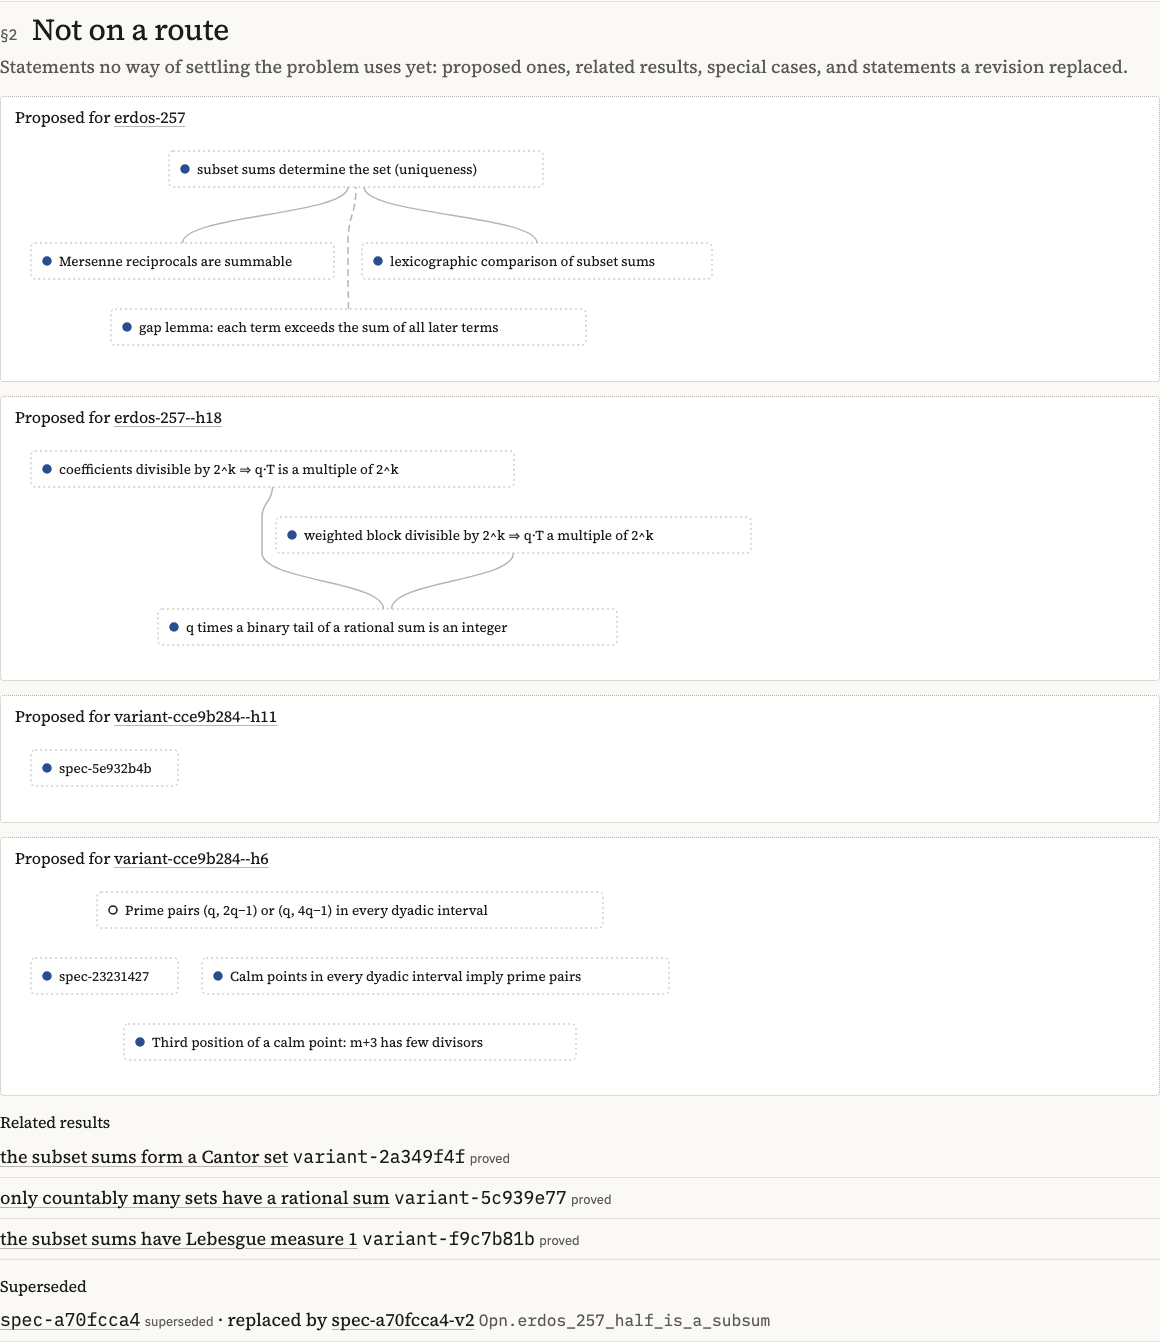 §2 Not on a route
Statements no way of settling the problem uses yet: proposed ones, related results, special cases, and statements a revision replaced.
Proposed for erdos-257
subset sums determine the set (uniqueness)
Mersenne reciprocals are summable
lexicographic comparison of subset sums
gap lemma: each term exceeds the sum of all later terms
Proposed for erdos-257--h18
coefficients divisible by 2^k ⇒ q·T is a multiple of 2^k
weighted block divisible by 2^k ⇒ q·T a multiple of 2^k
q times a binary tail of a rational sum is an integer
Proposed for variant-cce9b284--h11
spec-5e932b4b
Proposed for variant-cce9b284--h6
Prime pairs (q, 2q−1) or (q, 4q−1) in every dyadic interval
spec-23231427
Calm points in every dyadic interval imply prime pairs
Third position of a calm point: m+3 has few divisors
Related results
the subset sums form a Cantor set variant-2a349f4f proved
only countably many sets have a rational sum variant-5c939e77 proved
the subset sums have Lebesgue measure 1 variant-f9c7b81b proved
Superseded
spec-a70fcca4 superseded · replaced by spec-a70fcca4-v2 Opn.erdos_257_half_is_a_subsum